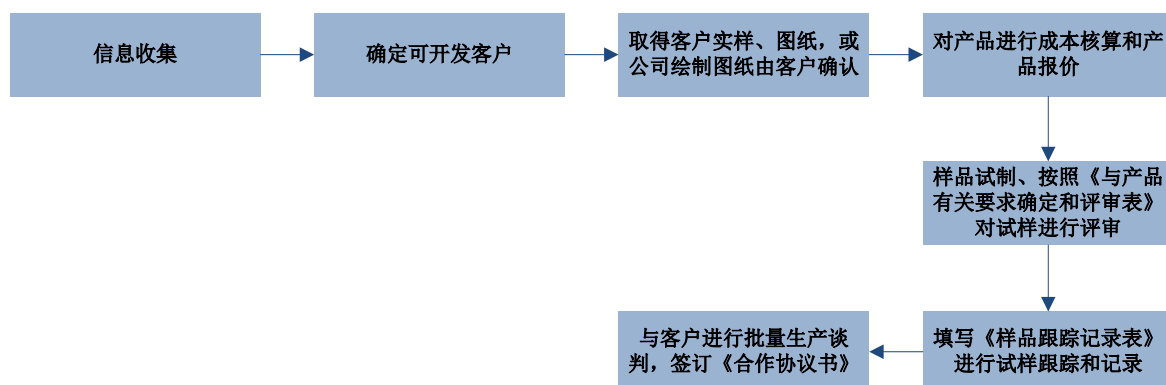 信息收集
确定可开发客户
取得客户实样、图纸，或
公司绘制图纸由客户确认
对产品进行成本核算和产
品报价
样品试制、按照《与产品
有关要求确定和评审表》
对试样进行评审
填写《样品跟踪记录表》
进行试样跟踪和记录
与客户进行批量生产谈
判，签订《合作协议书》